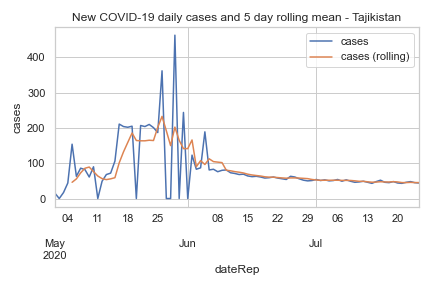 New COVID-19 daily cases and 5 day rolling mean - Tajikistan
cases
cases (rolling)
cases
400
300
200
100
0
04 11 18 25 08 15 22 29 06 13 20
May Jun Jul
2020
dateRep